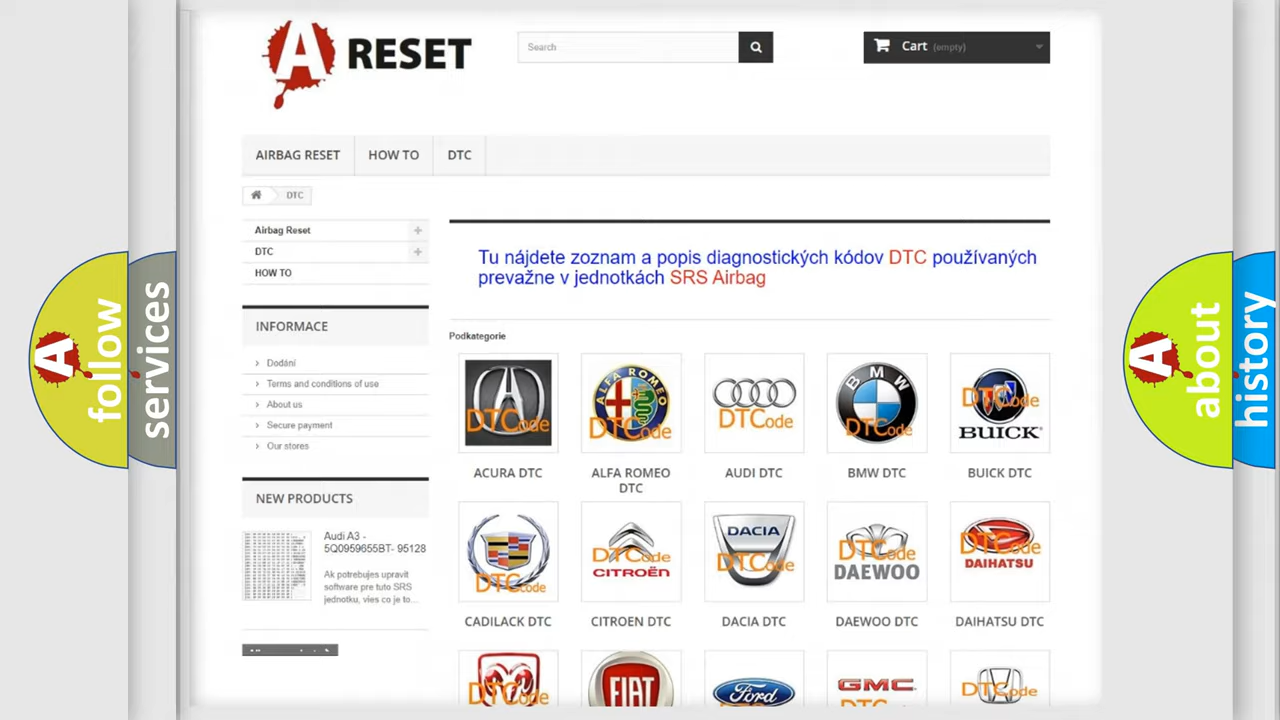 A RESET
Search
Cart (empty)
AIRBAG RESET
HOW TO
DTC
DTC
Airbag Reset
DTC
HOW TO
Tu nájdete zoznam a popis diagnostických kódov DTC používaných
prevažne v jednotkách SRS Airbag
INFORMACE
Dodání
Terms and conditions of use
About us
Secure payment
Our stores
NEW PRODUCTS
Audi A3 -
5Q0959655BT- 95128
Ak potrebujes upravit
software pre tuto SRS
jednotku, vies co je to...
Podkategorie
DTCode
ALFA ROMEO
DTCode
DTCode
BMW
DTCode
DTCode
BUICK
ACURA DTC
ALFA ROMEO
DTC
AUDI DTC
BMW DTC
BUICK DTC
DTCode
DTCode
CITROËN
DACIA
DTCode
DTCode
DAEWOO
DTCode
DAIHATSU
CADILACK DTC
CITROEN DTC
DACIA DTC
DAEWOO DTC
DAIHATSU DTC
DTCode
FIAT
Ford
GMC
DTCode
A follow
services
A about
history